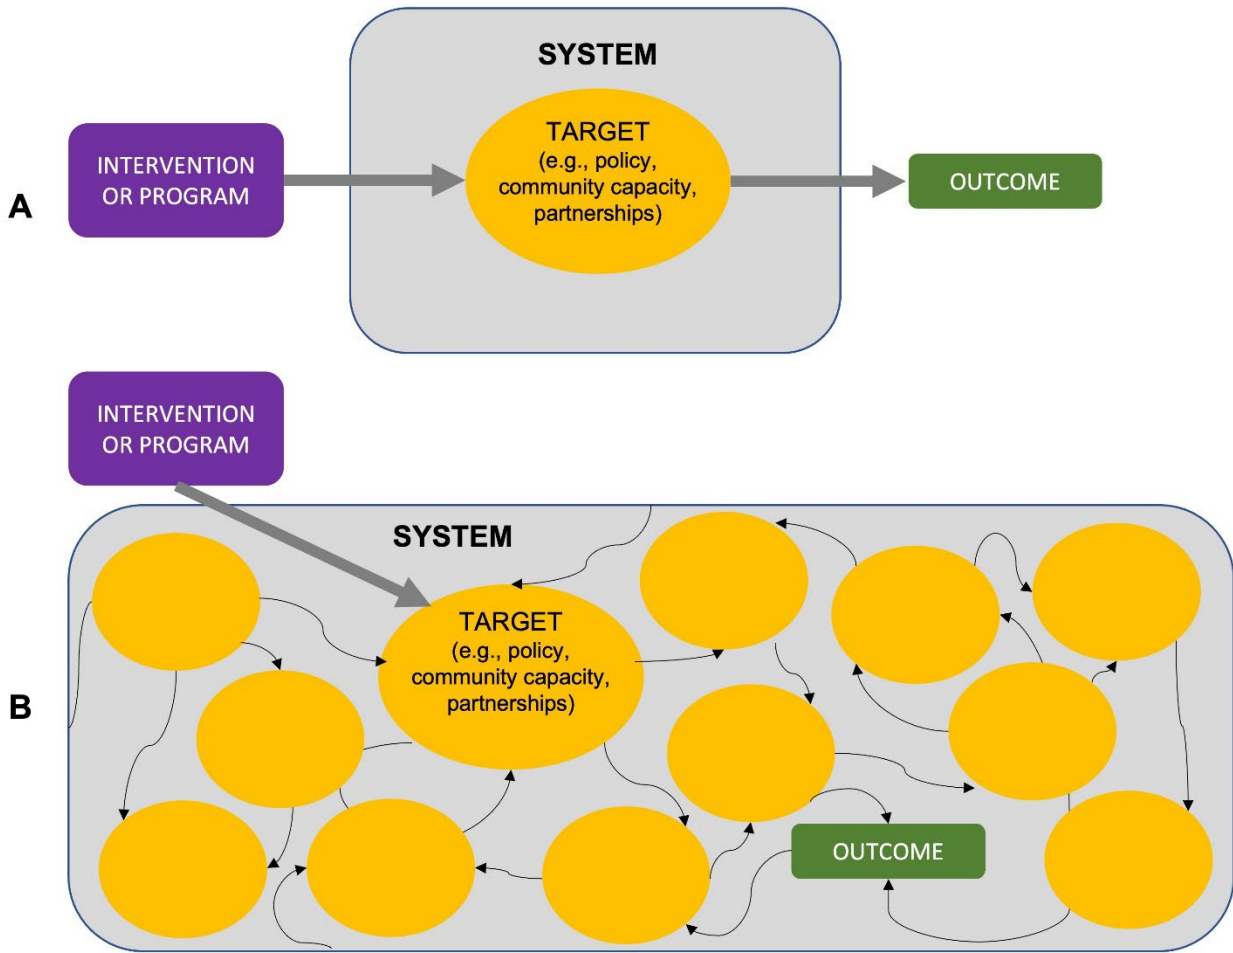 SYSTEM
INTERVENTION
OR PROGRAM
TARGET
(e.g., policy,
community capacity,
partnerships)
OUTCOME
A
INTERVENTION
OR PROGRAM
SYSTEM
TARGET
(e.g., policy,
community capacity,
partnerships)
B
OUTCOME